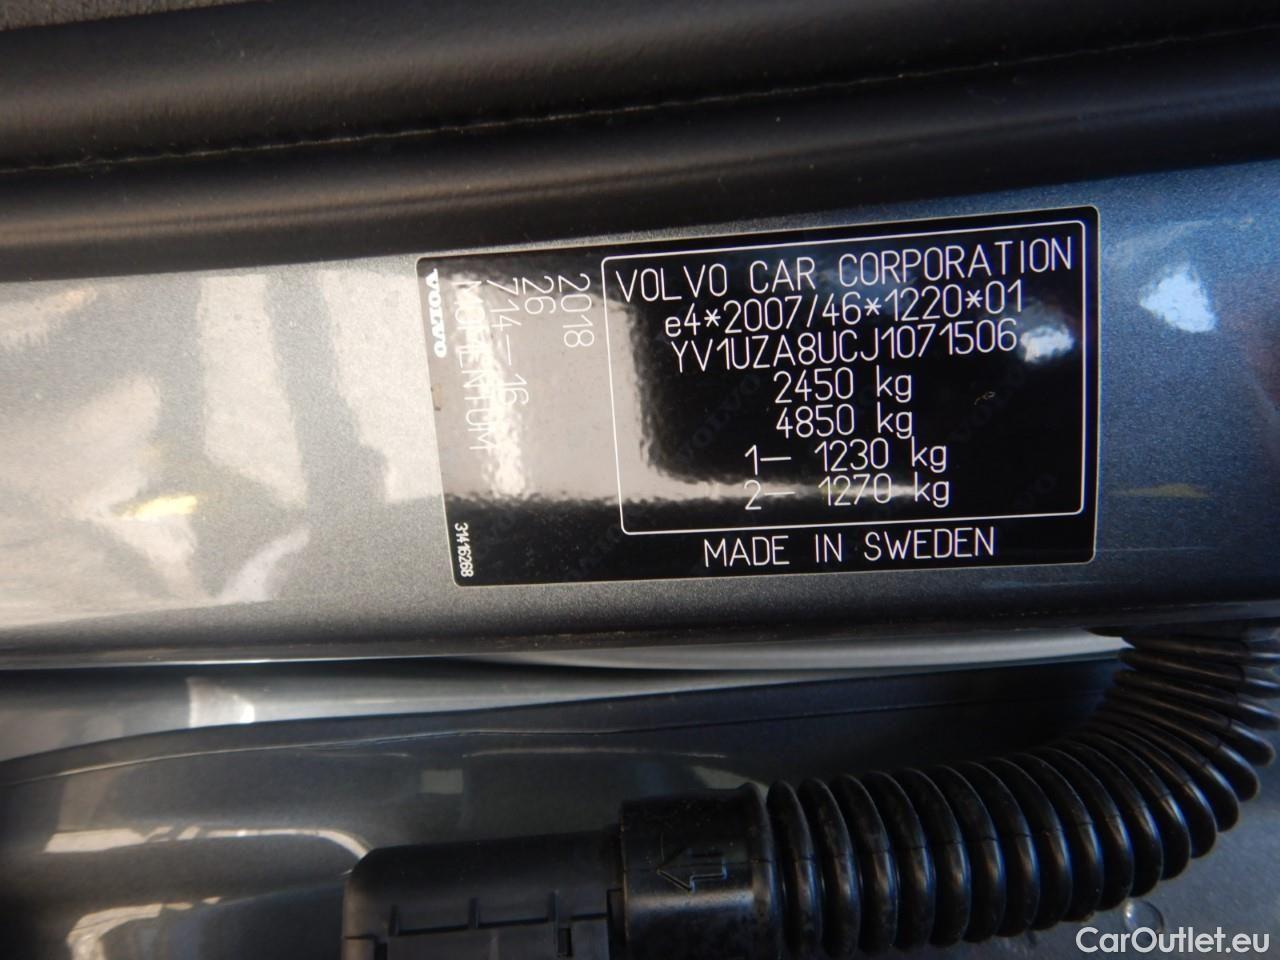 VOLVO CAR CORPORATION
e4*2007/46*1220*01
YV1UZA8UCJ1071506
2450 kg
4850 kg
1– 1230 kg
2– 1270 kg
MADE IN SWEDEN
2018
26
714–16
MOMENTUM
VOLVO
31416268
CarOutlet.eu